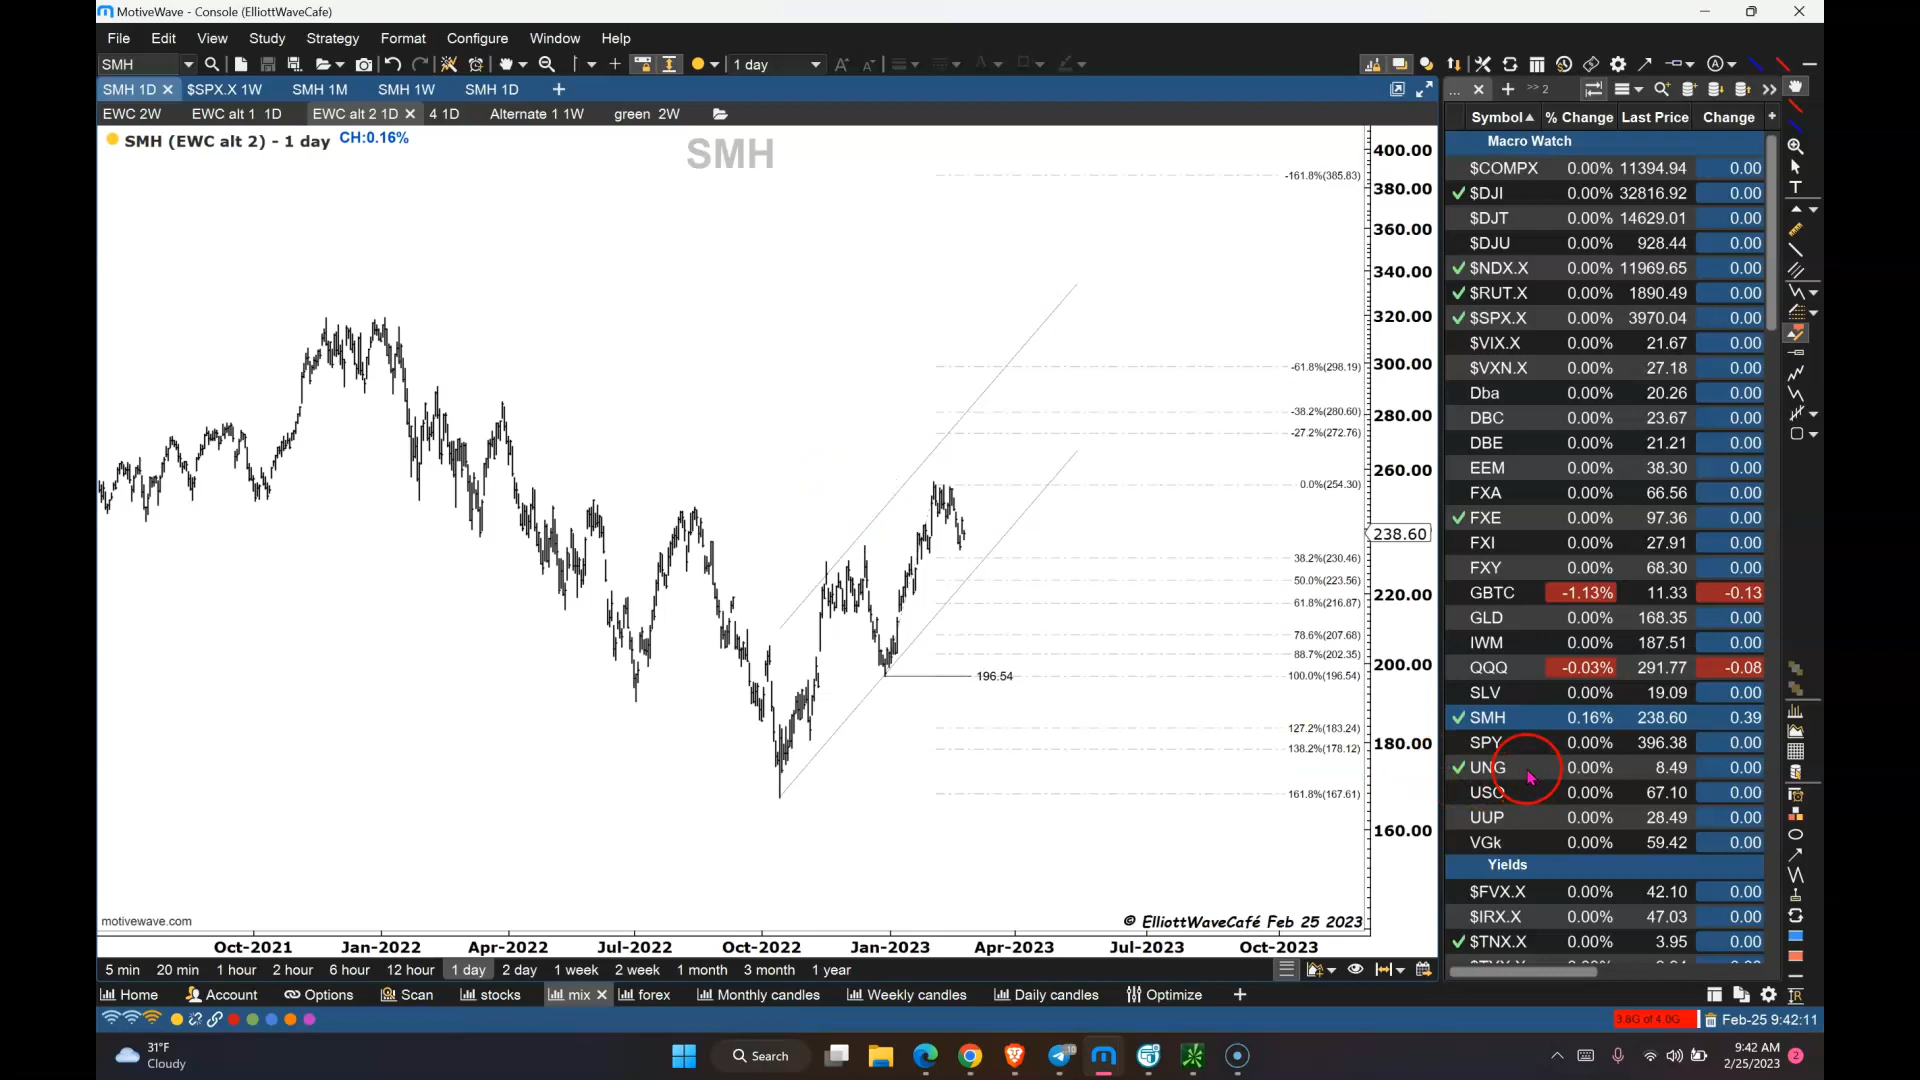 MotiveWave - Console (ElliottWaveCafe)
File Edit View Study Strategy Format Configure Window Help
SMH 1 day
SMH 1D $SPX.X 1W SMH 1M SMH 1W SMH 1D
EWC 2W EWC alt 1 1D EWC alt 2 1D 4 1D Alternate 1 1W green 2W
SMH (EWC alt 2) - 1 day CH:0.16%
SMH
400.00
380.00
360.00
340.00
320.00
300.00
280.00
260.00
238.60
220.00
200.00
180.00
160.00
-161.8%(385.83)
-61.8%(298.19)
-38.2%(280.60)
-27.2%(272.76)
0.0%(254.30)
38.2%(230.46)
50.0%(223.56)
61.8%(216.87)
78.6%(207.68)
88.7%(202.35)
100.0%(196.54)
127.2%(183.24)
138.2%(178.12)
161.8%(167.61)
196.54
motivewave.com
© ElliottWaveCafé Feb 25 2023
Oct-2021 Jan-2022 Apr-2022 Jul-2022 Oct-2022 Jan-2023 Apr-2023 Jul-2023 Oct-2023
... >> 2
Symbol % Change Last Price Change
Macro Watch
$COMPX 0.00% 11394.94 0.00
$DJI 0.00% 32816.92 0.00
$DJT 0.00% 14629.01 0.00
$DJU 0.00% 928.44 0.00
$NDX.X 0.00% 11969.65 0.00
$RUT.X 0.00% 1890.49 0.00
$SPX.X 0.00% 3970.04 0.00
$VIX.X 0.00% 21.67 0.00
$VXN.X 0.00% 27.18 0.00
Dba 0.00% 20.26 0.00
DBC 0.00% 23.67 0.00
DBE 0.00% 21.21 0.00
EEM 0.00% 38.30 0.00
FXA 0.00% 66.56 0.00
FXE 0.00% 97.36 0.00
FXI 0.00% 27.91 0.00
FXY 0.00% 68.30 0.00
GBTC -1.13% 11.33 -0.13
GLD 0.00% 168.35 0.00
IWM 0.00% 187.51 0.00
QQQ -0.03% 291.77 -0.08
SLV 0.00% 19.09 0.00
SMH 0.16% 238.60 0.39
SPY 0.00% 396.38 0.00
UNG 0.00% 8.49 0.00
USO 0.00% 67.10 0.00
UUP 0.00% 28.49 0.00
VGk 0.00% 59.42 0.00
Yields
$FVX.X 0.00% 42.10 0.00
$IRX.X 0.00% 47.03 0.00
$TNX.X 0.00% 3.95 0.00
5 min 20 min 1 hour 2 hour 6 hour 12 hour 1 day 2 day 1 week 2 week 1 month 3 month 1 year
Home Account Options Scan stocks mix forex Monthly candles Weekly candles Daily candles Optimize
3.8G of 4.0G Feb-25 9:42:11
31°F
Cloudy
Search
10
9:42 AM
2/25/2023
2